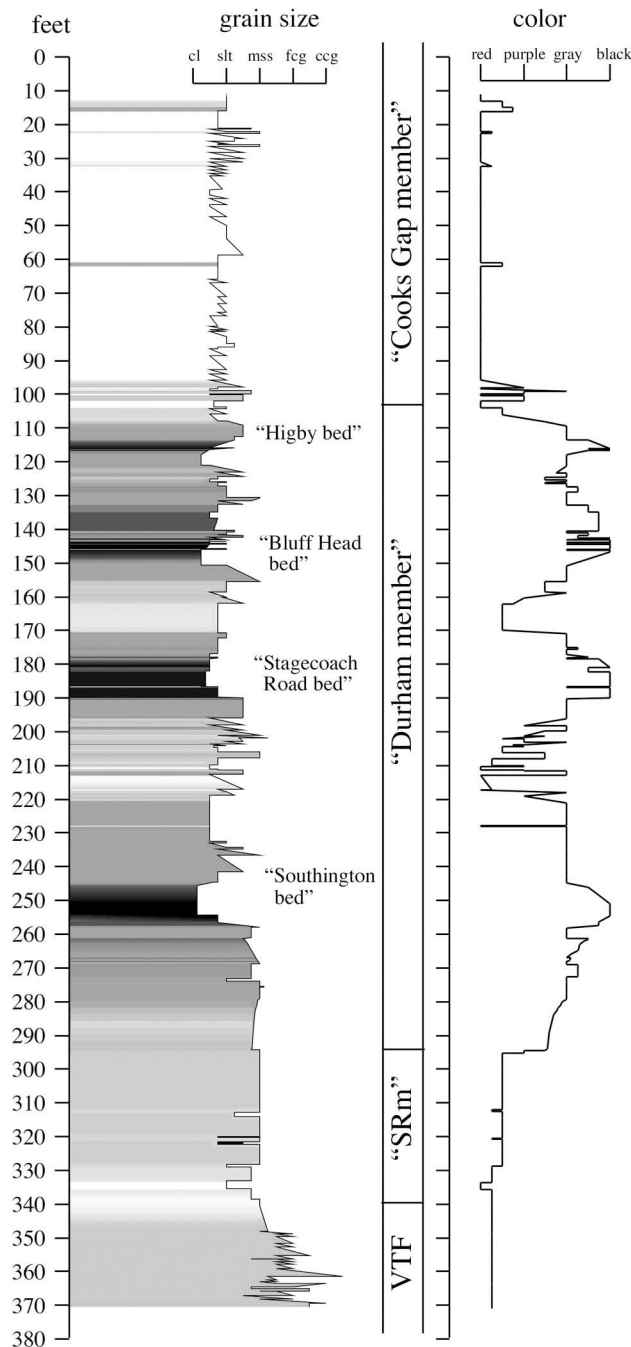 grain size
color
feet
cl slt mss fcg ccg
red purple gray black
0
10
20
30
40
50
60
70
80
90
100
110
120
130
140
150
160
170
180
190
200
210
220
230
240
250
260
270
280
290
300
310
320
330
340
350
360
370
380
“Higby bed”
“Bluff Head
bed”
“Stagecoach
Road bed”
“Southington
bed”
“Cooks Gap member”
“Durham member”
“SRm”
VTF